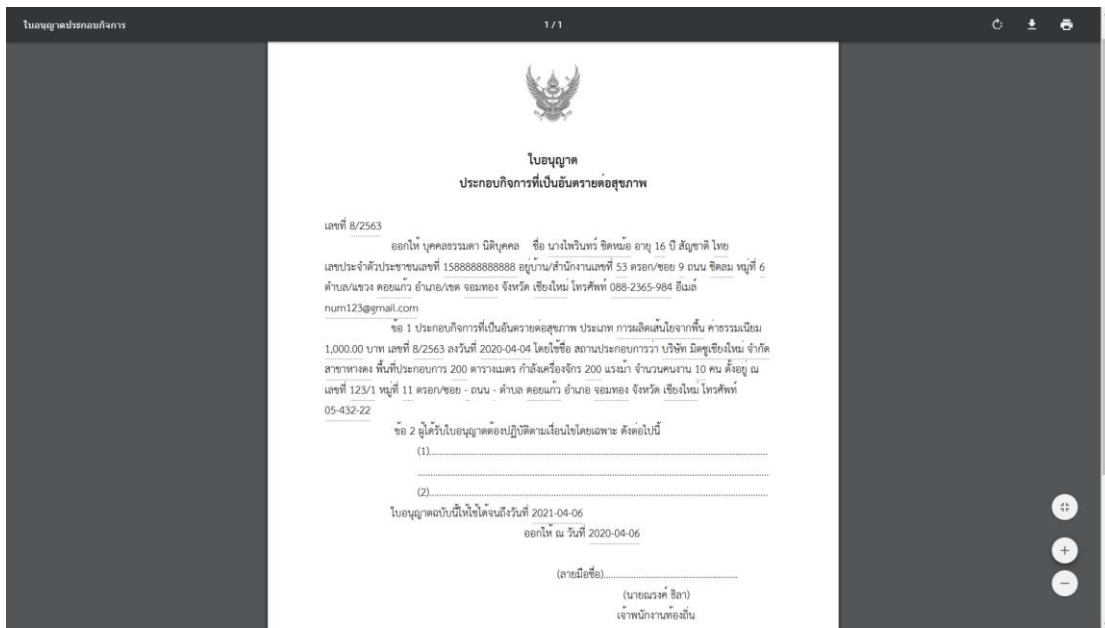 ใบอนุญาตประกอบกิจการ
1 / 1
ใบอนุญาต
ประกอบกิจการที่เป็นอันตรายต่อสุขภาพ
เลขที่ 8/2563
ออกให้ บุคคลธรรมดา นิติบุคคล ชื่อ นางไพรินทร์ ชิดหม้อ อายุ 16 ปี สัญชาติ ไทย
เลขประจำตัวประชาชนเลขที่ 1588888888888 อยู่บ้าน/สำนักงานเลขที่ 53 ตรอก/ซอย 9 ถนน ชิดลม หมู่ที่ 6
ตำบล/แขวง ดอยแก้ว อำเภอ/เขต จอมทอง จังหวัด เชียงใหม่ โทรศัพท์ 088-2365-984 อีเมล์
num123@gmail.com
ข้อ 1 ประกอบกิจการที่เป็นอันตรายต่อสุขภาพ ประเภท การผลิตเส้นใยจากพื้น ค่าธรรมเนียม
1,000.00 บาท เลขที่ 8/2563 ลงวันที่ 2020-04-04 โดยใช้ชื่อ สถานประกอบการว่า บริษัท มิตซูเชียงใหม่ จำกัด
สาขาหางดง พื้นที่ประกอบการ 200 ตารางเมตร กำลังเครื่องจักร 200 แรงม้า จำนวนคนงาน 10 คน ตั้งอยู่ ณ
เลขที่ 123/1 หมู่ที่ 11 ตรอก/ซอย - ถนน - ตำบล ดอยแก้ว อำเภอ จอมทอง จังหวัด เชียงใหม่ โทรศัพท์
05-432-22
ข้อ 2 ผู้ได้รับใบอนุญาตต้องปฏิบัติตามเงื่อนไขโดยเฉพาะ ดังต่อไปนี้
(1)
(2)
ใบอนุญาตฉบับนี้ให้ใช้ได้จนถึงวันที่ 2021-04-06
ออกให้ ณ วันที่ 2020-04-06
(ลายมือชื่อ)
(นายณรงค์ ธิลา)
เจ้าพนักงานท้องถิ่น